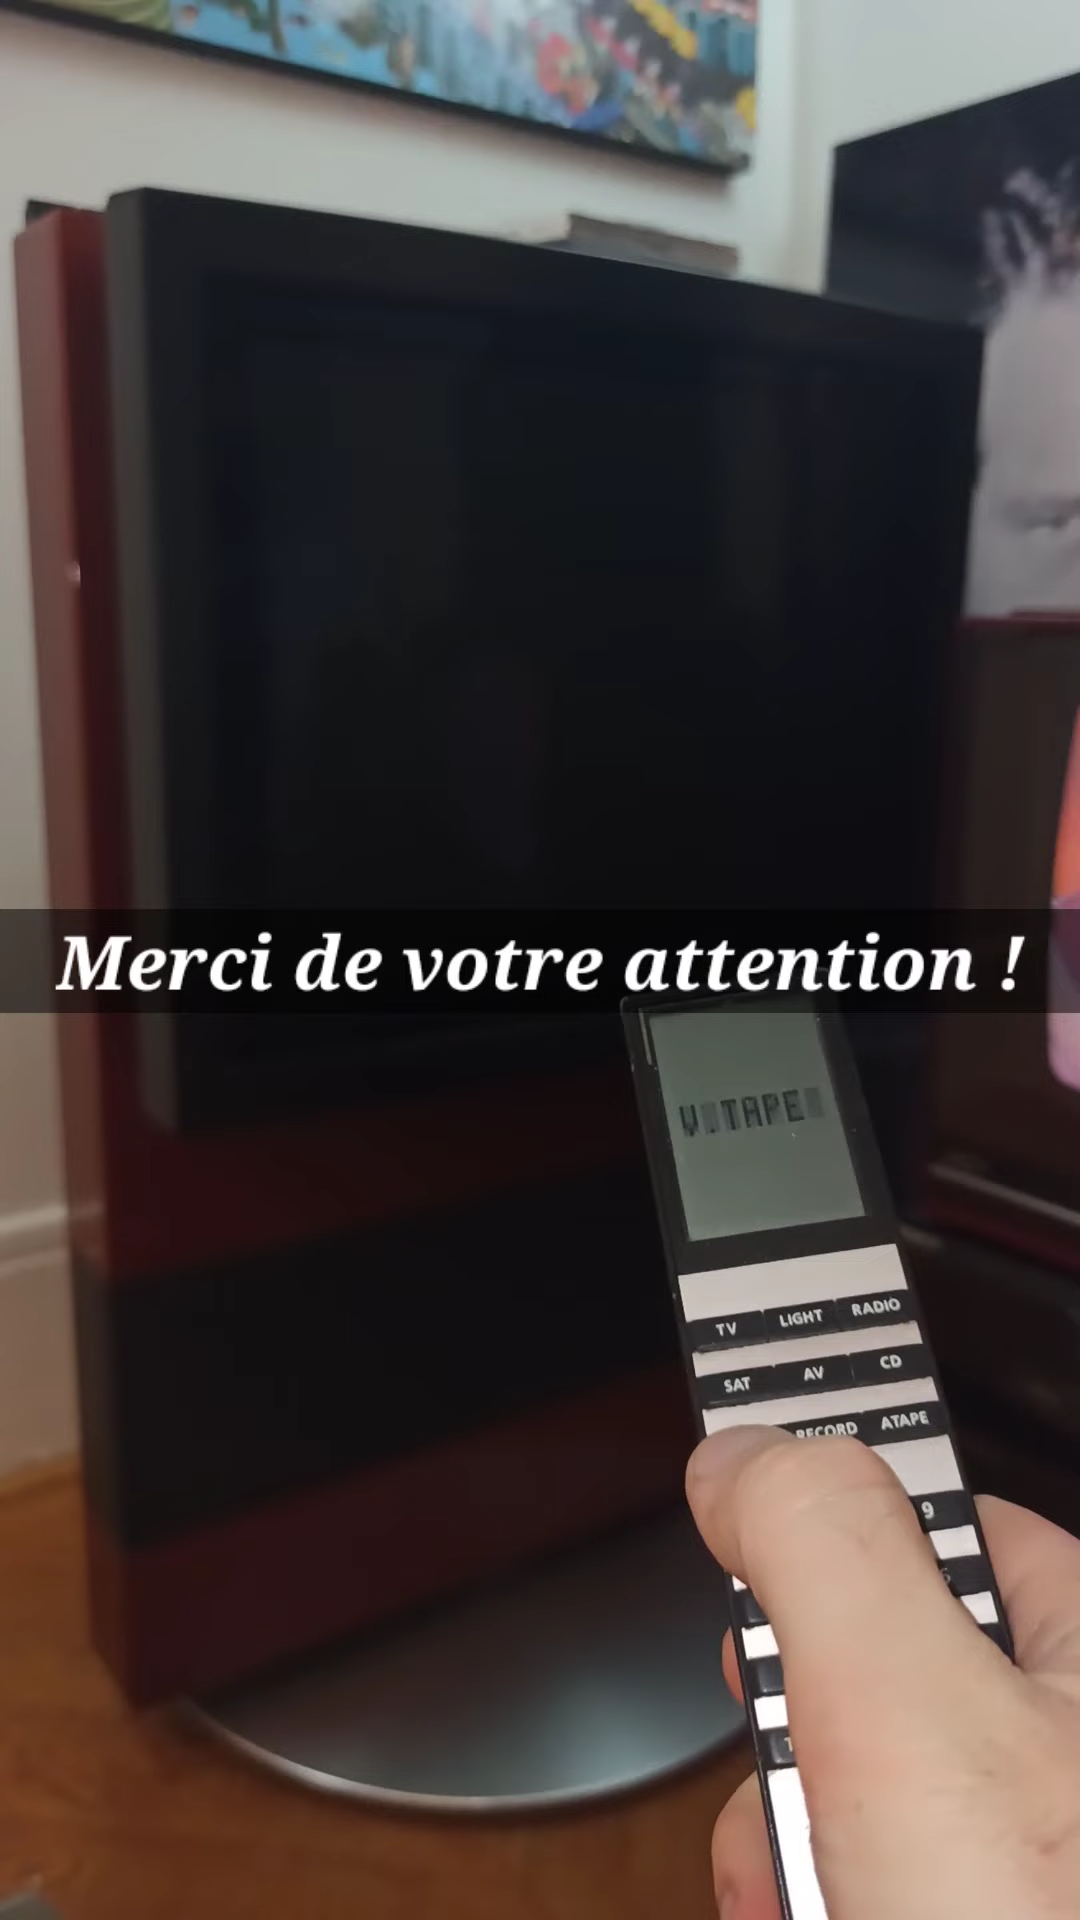 Merci de votre attention !
V.TAPE
TV LIGHT RADIO
SAT AV CD
RECORD ATAPE
9